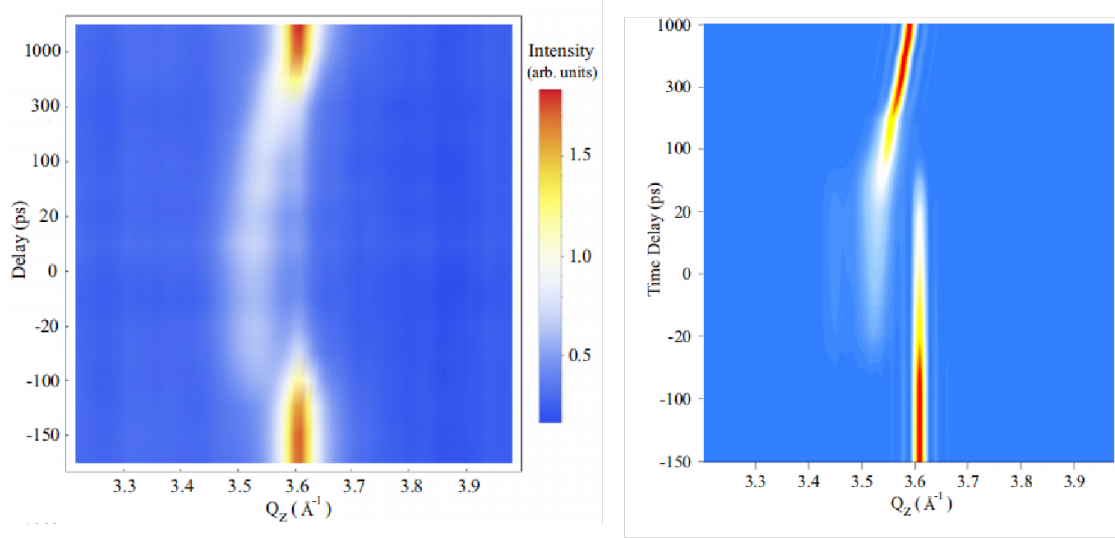 1000
300
100
20
0
-20
-100
-150
Delay (ps)
3.3 3.4 3.5 3.6 3.7 3.8 3.9
Q_Z ( Å⁻¹ )
Intensity
(arb. units)
1.5
1.0
0.5
1000
300
100
20
0
-20
-100
-150
Time Delay (ps)
3.3 3.4 3.5 3.6 3.7 3.8 3.9
Q_Z ( Å⁻¹ )